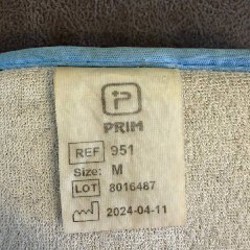 PRIM
REF 951
Size: M
LOT 8016487
2024-04-11